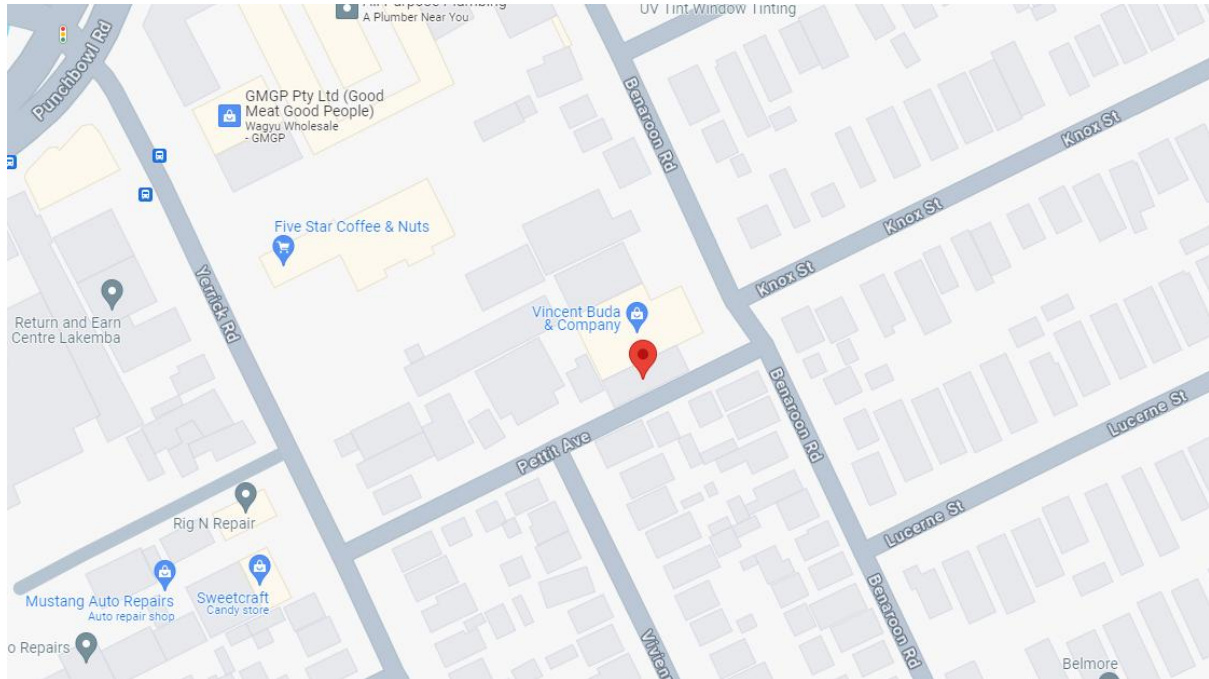 A Plumber Near You
UV Tint Window Tinting
Punchbowl Rd
GMGP Pty Ltd (Good
Meat Good People)
Wagyu Wholesale
- GMGP
Benaroon Rd
Knox St
Knox St
Knox St
Five Star Coffee & Nuts
Yerrick Rd
Return and Earn
Centre Lakemba
Vincent Buda
& Company
Benaroon Rd
Lucerne St
Lucerne St
Pettit Ave
Rig N Repair
Mustang Auto Repairs
Auto repair shop
Sweetcraft
Candy store
Benaroon Rd
o Repairs
Vivienn
Belmore